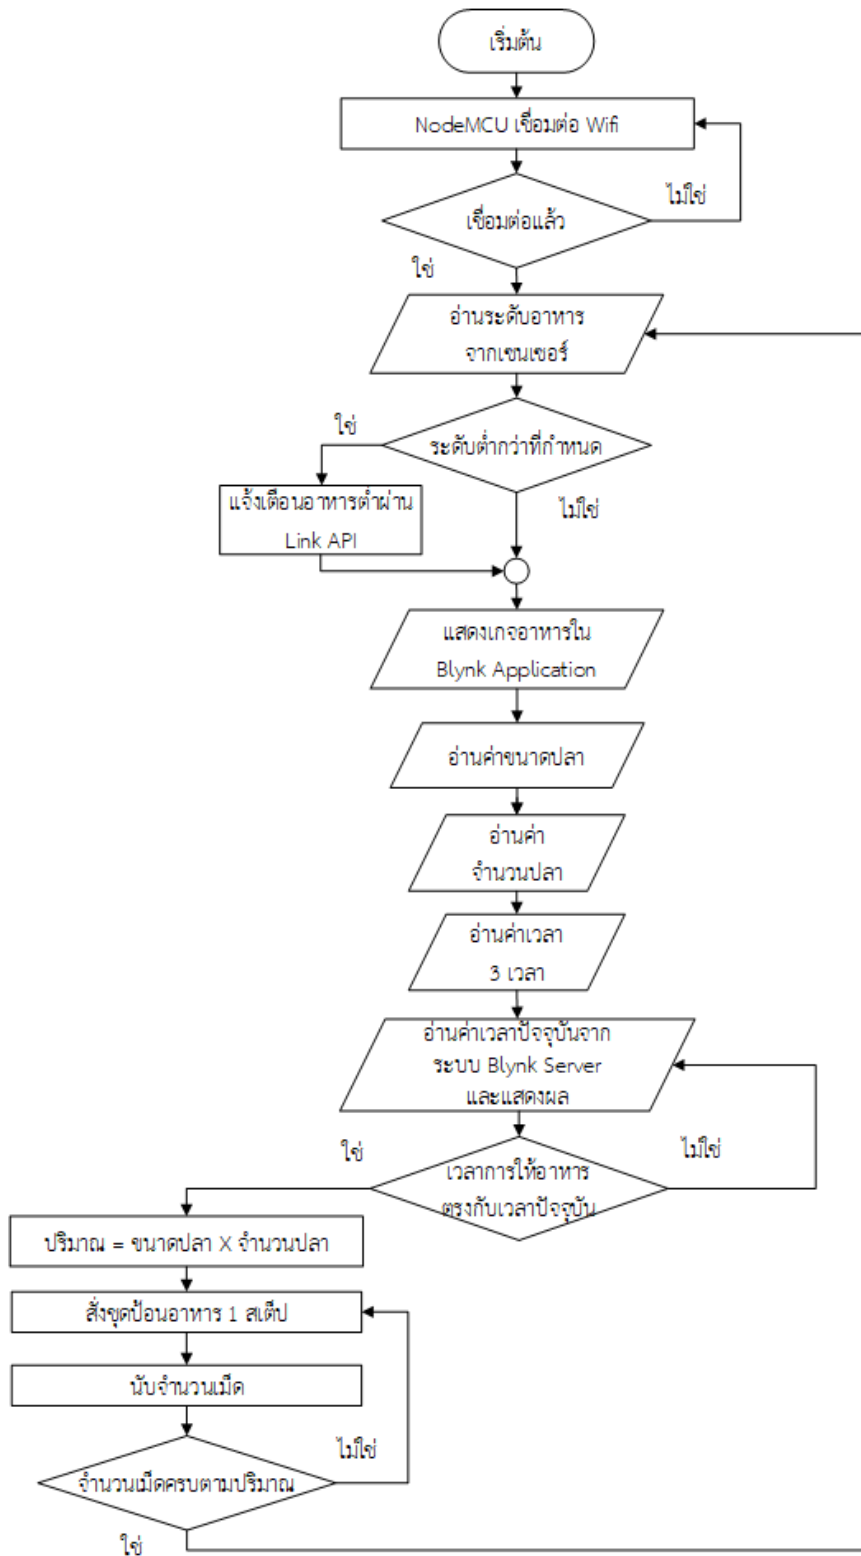 เริ่มต้น
NodeMCU เชื่อมต่อ Wifi
เชื่อมต่อแล้ว
ไม่ใช่
ใช่
อ่านระดับอาหาร
จากเซนเซอร์
ระดับต่ำกว่าที่กำหนด
ใช่
แจ้งเตือนอาหารต่ำผ่าน
Link API
ไม่ใช่
แสดงเกจอาหารใน
Blynk Application
อ่านค่าขนาดปลา
อ่านค่า
จำนวนปลา
อ่านค่าเวลา
3 เวลา
อ่านค่าเวลาปัจจุบันจาก
ระบบ Blynk Server
และแสดงผล
เวลาการให้อาหาร
ตรงกับเวลาปัจจุบัน
ไม่ใช่
ใช่
ปริมาณ = ขนาดปลา X จำนวนปลา
สั่งชุดป้อนอาหาร 1 สเต็ป
นับจำนวนเม็ด
จำนวนเม็ดครบตามปริมาณ
ไม่ใช่
ใช่